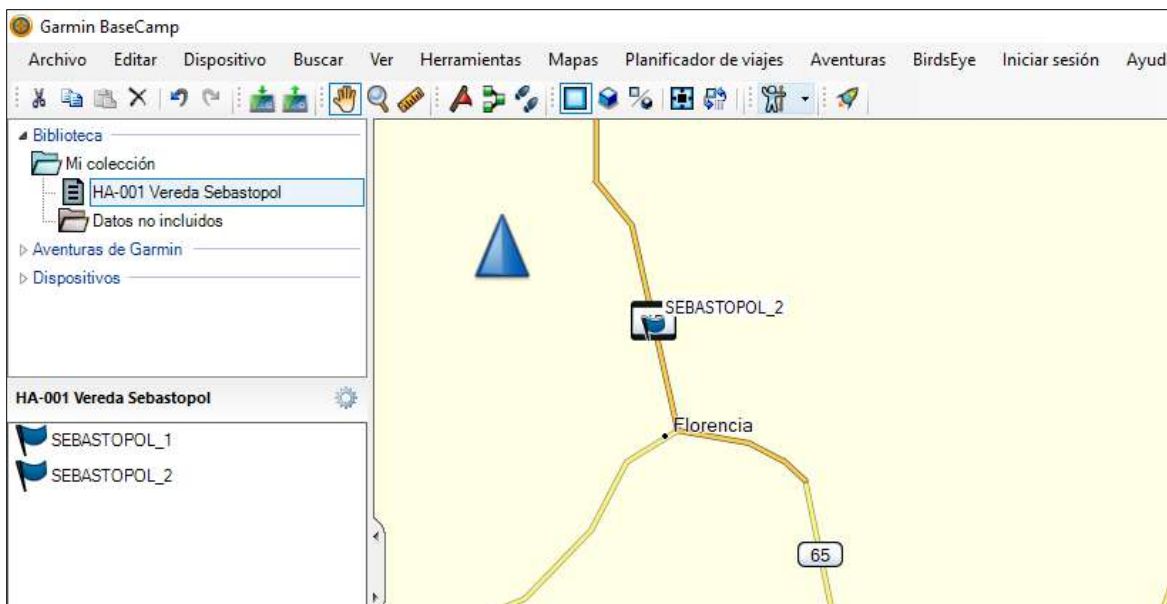 Garmin BaseCamp
Archivo Editar Dispositivo Buscar Ver Herramientas Mapas Planificador de viajes Aventuras BirdsEye Iniciar sesión Ayud
Biblioteca
Mi colección
HA-001 Vereda Sebastopol
Datos no incluidos
Aventuras de Garmin
Dispositivos
HA-001 Vereda Sebastopol
SEBASTOPOL_1
SEBASTOPOL_2
SEBASTOPOL_2
Florencia
65